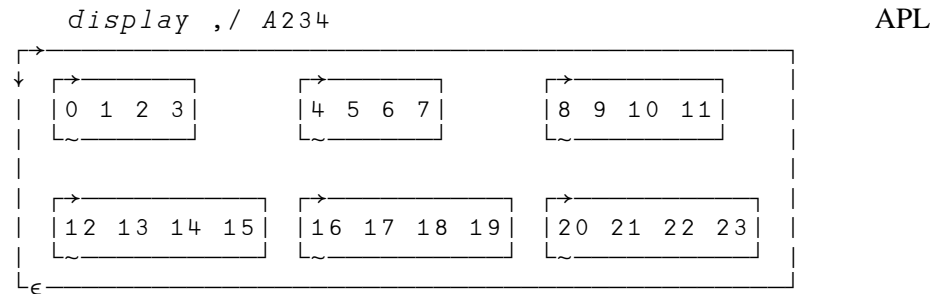 display ,/ A234 APL
┌→──────────────────────────────────────────┐
↓ ┌→──────┐ ┌→──────┐ ┌→────────┐ |
| |0 1 2 3| |4 5 6 7| |8 9 10 11| |
| └~──────┘ └~──────┘ └~────────┘ |
| |
| ┌→──────────┐ ┌→──────────┐ ┌→──────────┐ |
| |12 13 14 15| |16 17 18 19| |20 21 22 23| |
| └~──────────┘ └~──────────┘ └~──────────┘ |
└∊──────────────────────────────────────────┘